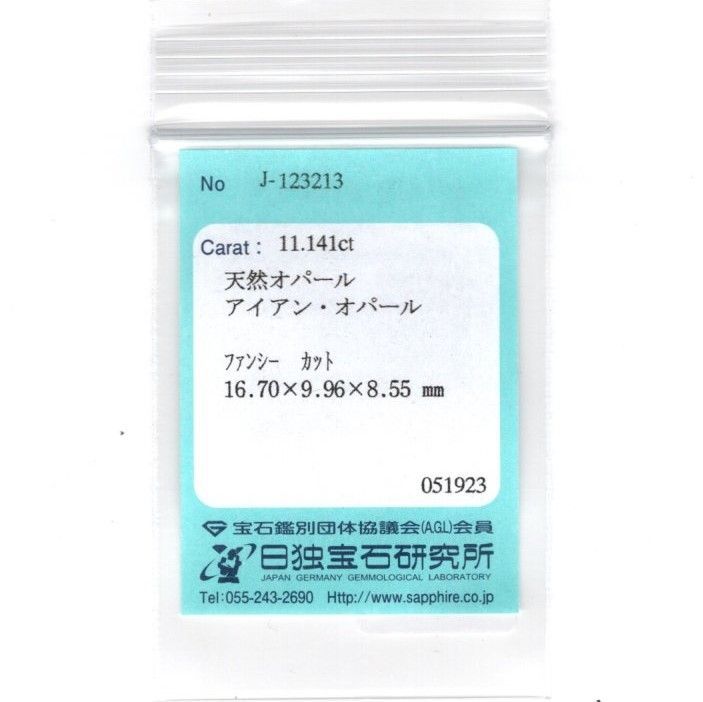 No J-123213
Carat : 11.141ct
天然オパール
アイアン・オパール
ファンシー カット
16.70×9.96×8.55 mm
051923
宝石鑑別団体協議会(AGL)会員
日独宝石研究所
JAPAN GERMANY GEMMOLOGICAL LABORATORY
Tel:055-243-2690 Http://www.sapphire.co.jp